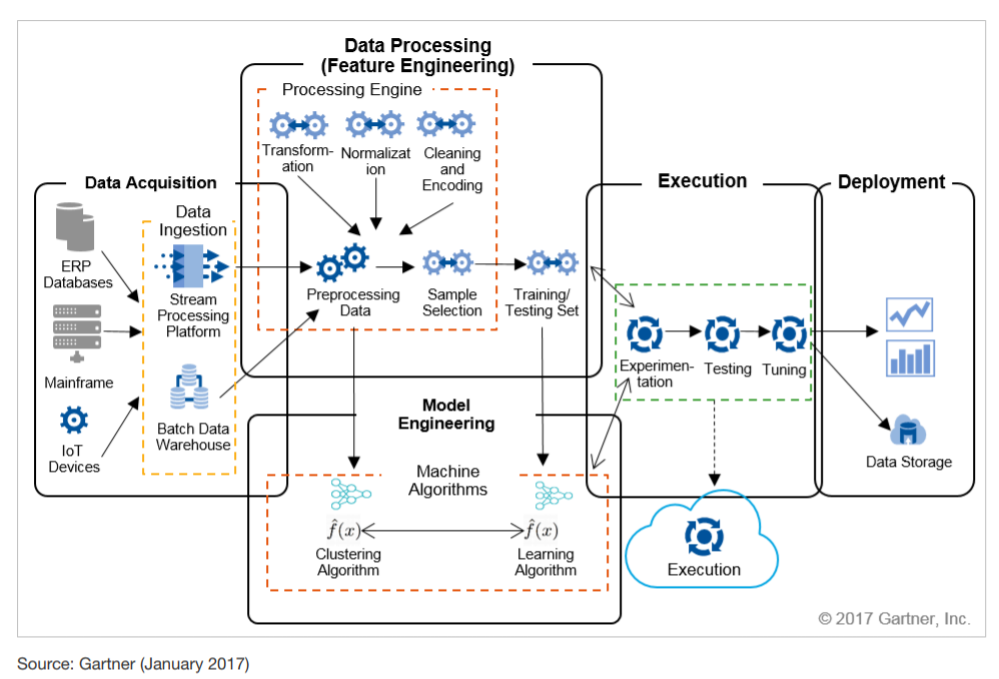 Data Processing
(Feature Engineering)
Processing Engine
Transform-
ation
Normalizat
ion
Cleaning
and
Encoding
Data Acquisition
Execution
Deployment
Data
Ingestion
ERP
Databases
Stream
Processing
Platform
Preprocessing
Data
Sample
Selection
Training/
Testing Set
Mainframe
Experimen-
tation
Testing
Tuning
Batch Data
Warehouse
IoT
Devices
Model
Engineering
Data Storage
Machine
Algorithms
f̂(x)
f̂(x)
Clustering
Algorithm
Learning
Algorithm
Execution
© 2017 Gartner, Inc.
Source: Gartner (January 2017)